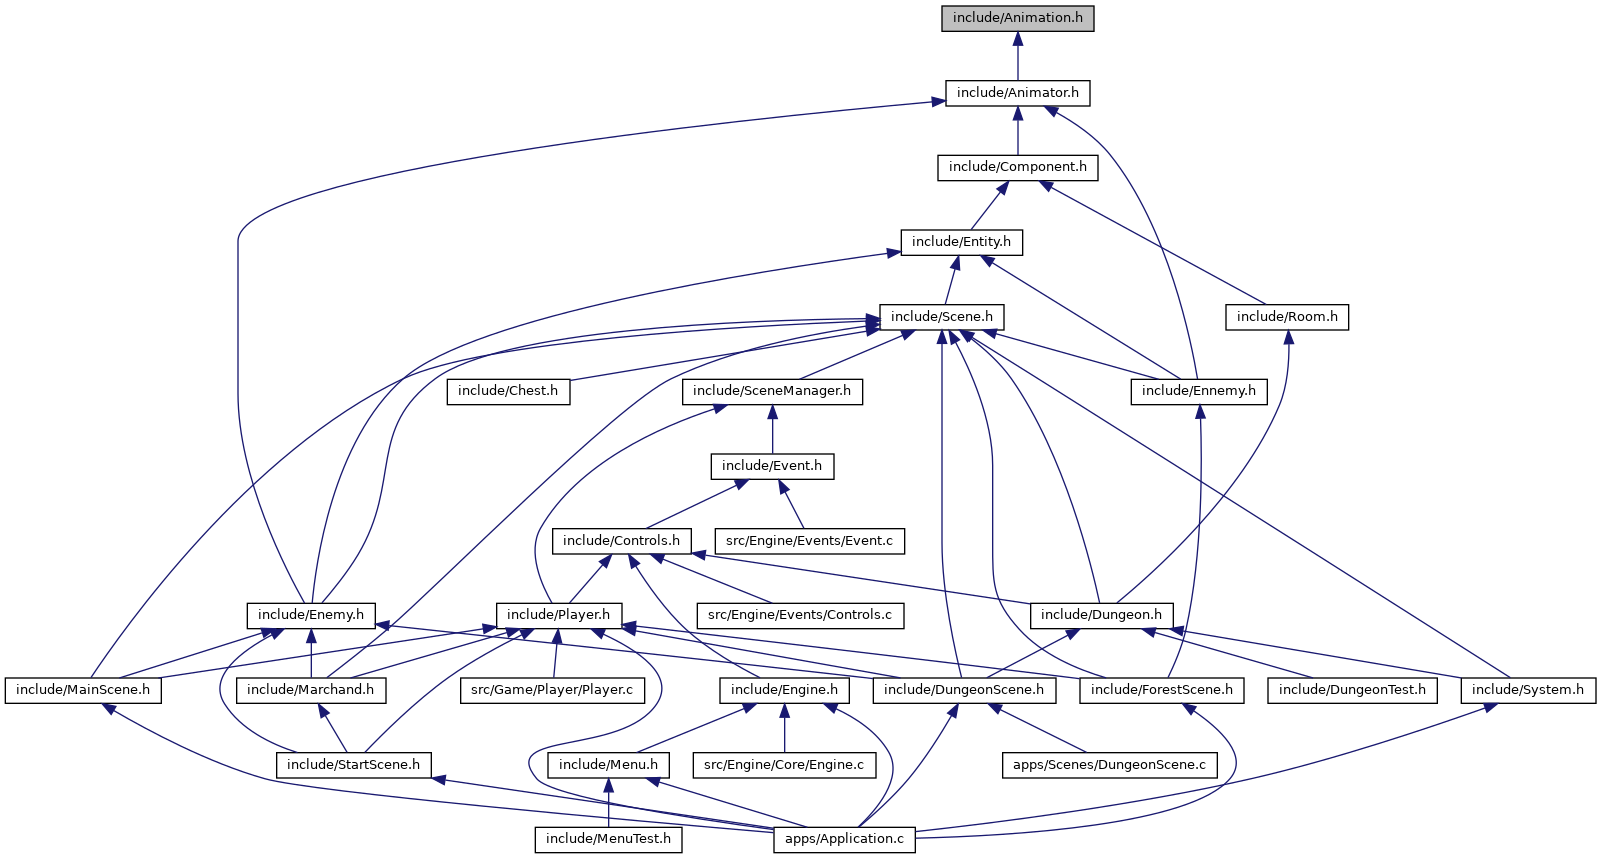 include/Animation.h
include/Animator.h
include/Component.h
include/Entity.h
include/Scene.h
include/Room.h
include/Chest.h
include/SceneManager.h
include/Ennemy.h
include/Event.h
include/Controls.h
src/Engine/Events/Event.c
include/Enemy.h
include/Player.h
src/Engine/Events/Controls.c
include/Dungeon.h
include/MainScene.h
include/Marchand.h
src/Game/Player/Player.c
include/Engine.h
include/DungeonScene.h
include/ForestScene.h
include/DungeonTest.h
include/System.h
include/StartScene.h
include/Menu.h
src/Engine/Core/Engine.c
apps/Scenes/DungeonScene.c
include/MenuTest.h
apps/Application.c